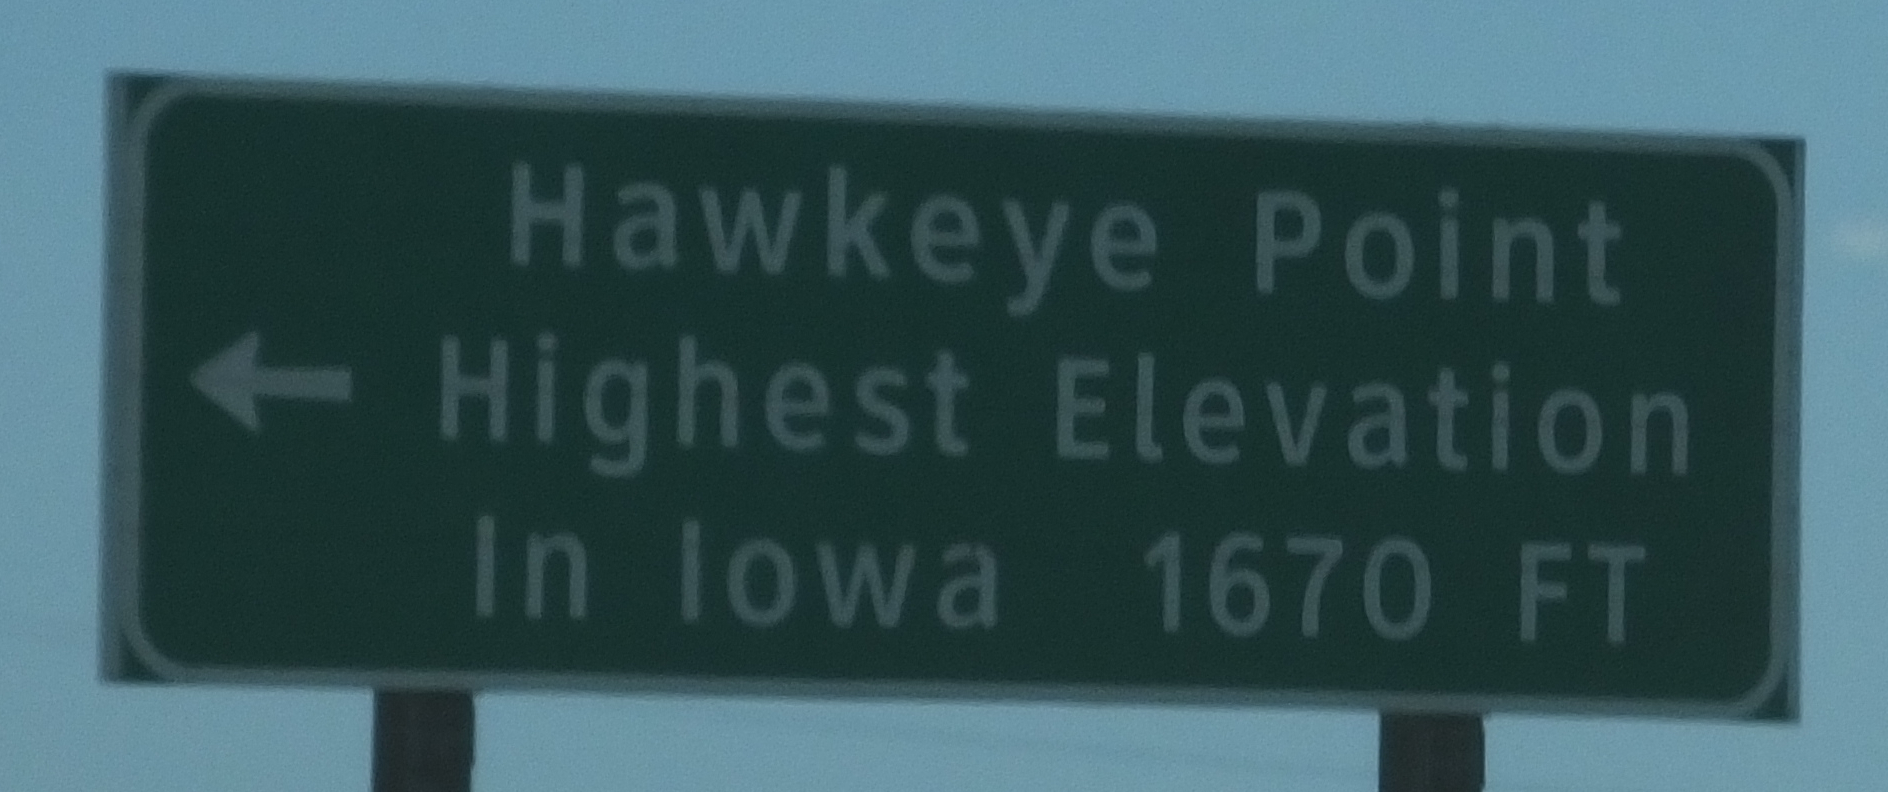 Hawkeye Point
Highest Elevation
In Iowa 1670 FT